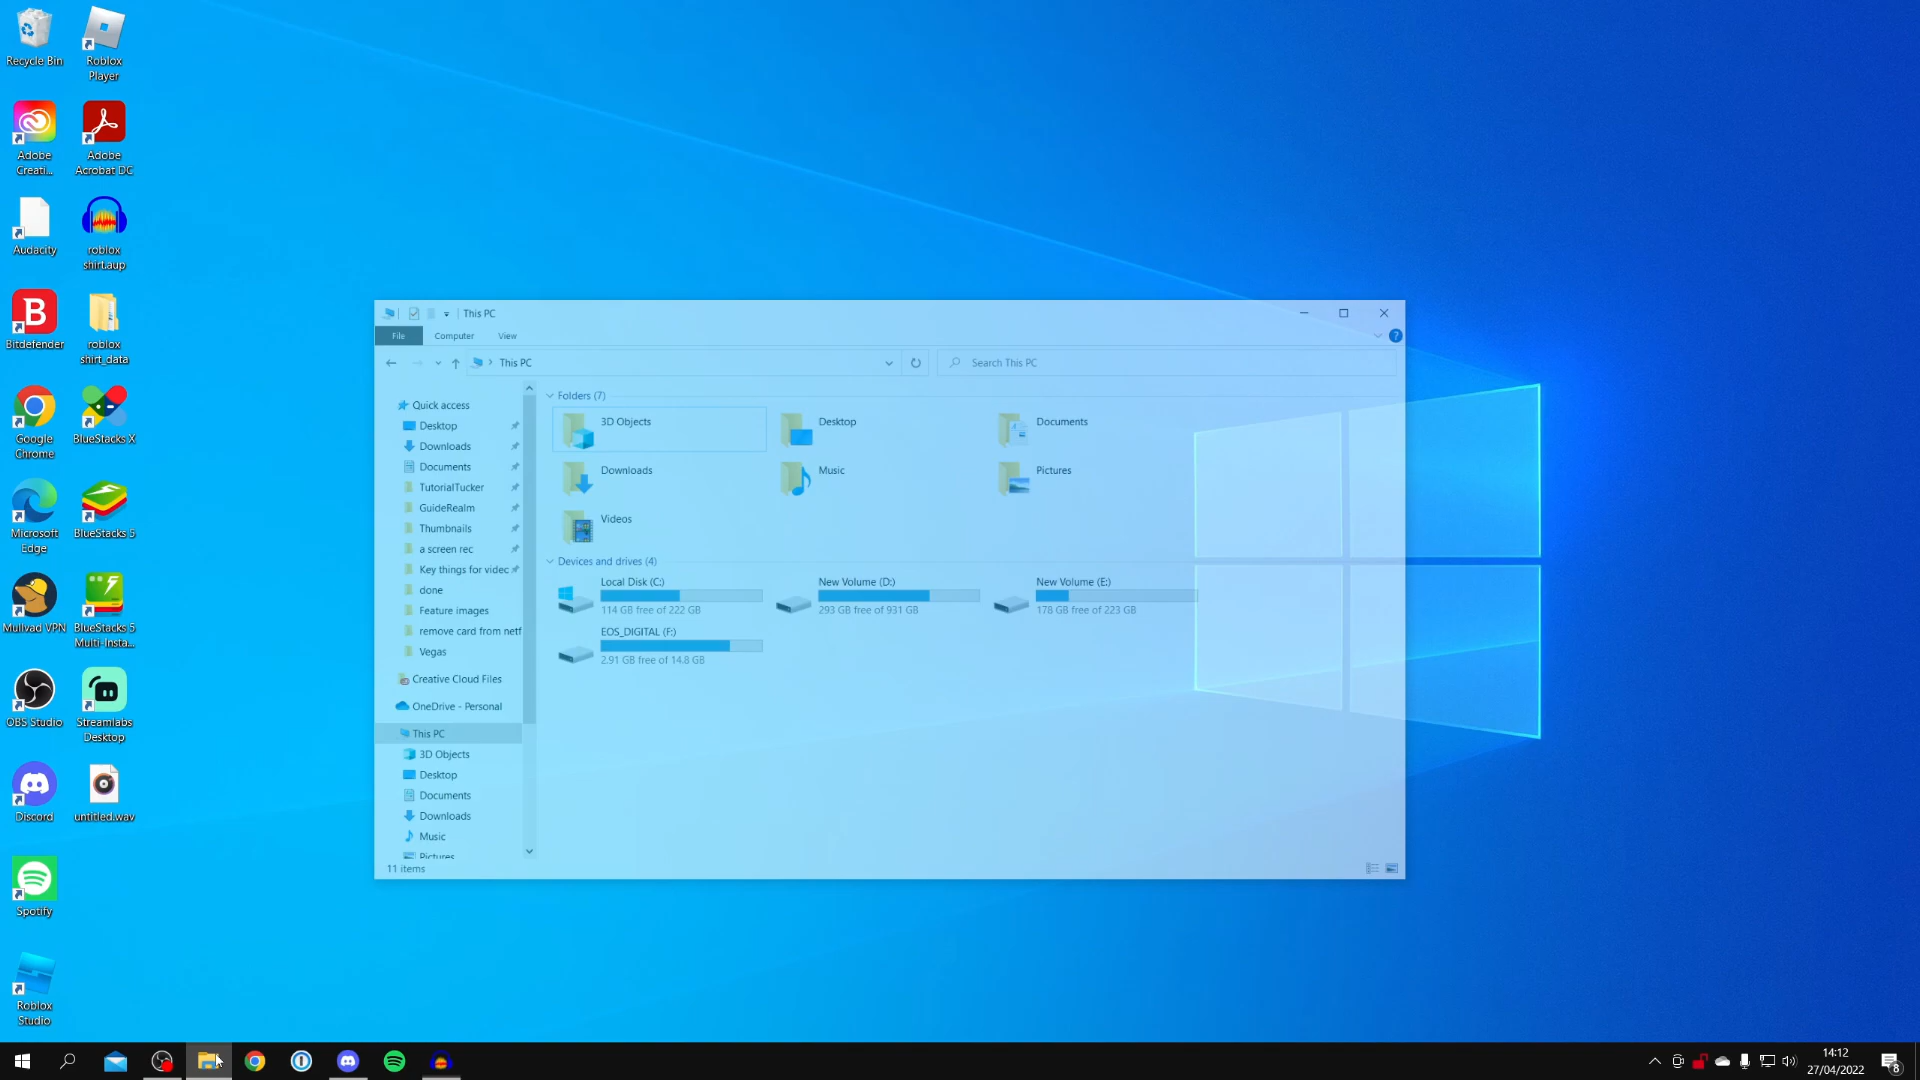 Recycle Bin
Roblox
Player
Adobe
Creati...
Adobe
Acrobat DC
Audacity
roblox
shirt.aup
Bitdefender
roblox
shirt_data
Google
Chrome
BlueStacks X
Microsoft
Edge
BlueStacks 5
Mullvad VPN
BlueStacks 5
Multi-Insta...
OBS Studio
Streamlabs
Desktop
Discord
untitled.wav
Spotify
Roblox
Studio
This PC
File Computer View
This PC
Search This PC
Quick access
Desktop
Downloads
Documents
TutorialTucker
GuideRealm
Thumbnails
a screen rec
Key things for videc
done
Feature images
remove card from netf
Vegas
Creative Cloud Files
OneDrive - Personal
This PC
3D Objects
Desktop
Documents
Downloads
Music
Pictures
Folders (7)
3D Objects
Desktop
Documents
Downloads
Music
Pictures
Videos
Devices and drives (4)
Local Disk (C:)
114 GB free of 222 GB
New Volume (D:)
293 GB free of 931 GB
New Volume (E:)
178 GB free of 223 GB
EOS_DIGITAL (F:)
2.91 GB free of 14.8 GB
11 items
14:12
27/04/2022
8